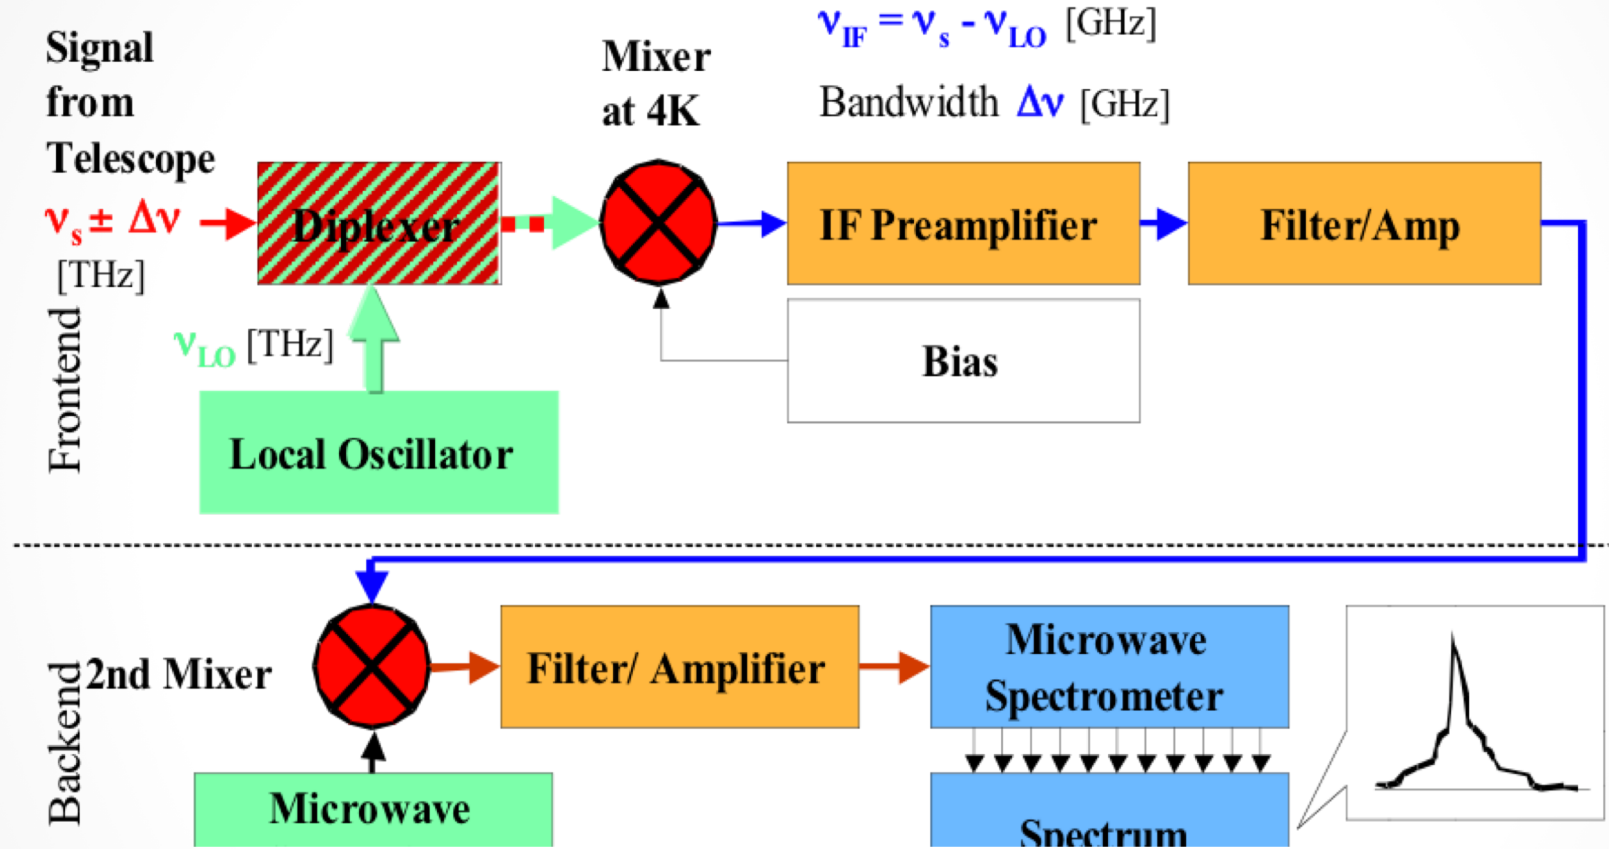 Signal
from
Telescope
νs ± Δν
[THz]
Mixer
at 4K
νIF = νs - νLO [GHz]
Bandwidth Δν [GHz]
Diplexer
IF Preamplifier
Filter/Amp
νLO [THz]
Bias
Local Oscillator
Frontend
2nd Mixer
Filter/ Amplifier
Microwave
Spectrometer
Backend
Microwave
Spectrum